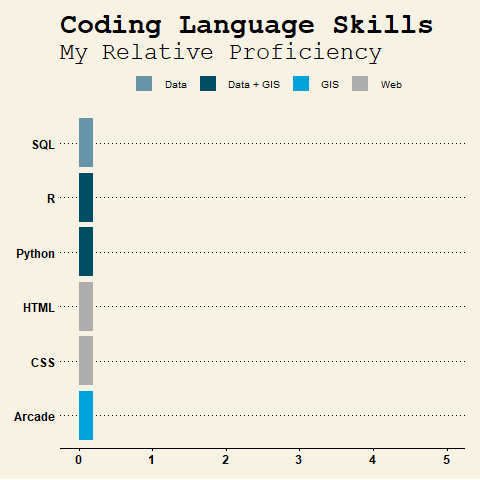 Coding Language Skills
My Relative Proficiency
Data Data + GIS GIS Web
SQL
R
Python
HTML
CSS
Arcade
0 1 2 3 4 5